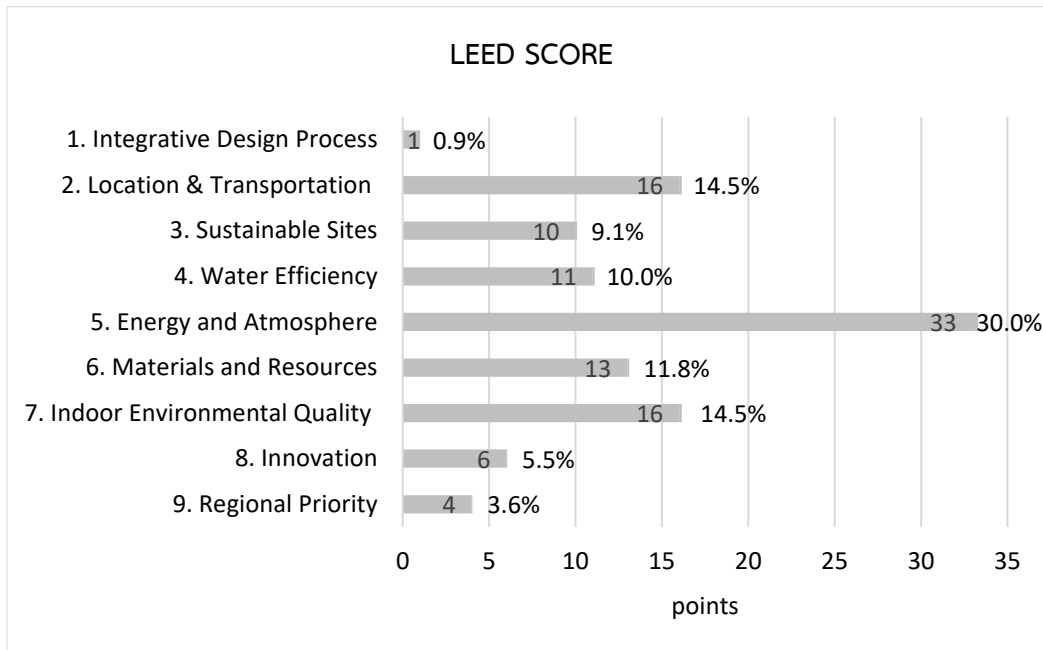 LEED SCORE
1. Integrative Design Process 1 0.9%
2. Location & Transportation 16 14.5%
3. Sustainable Sites 10 9.1%
4. Water Efficiency 11 10.0%
5. Energy and Atmosphere 33 30.0%
6. Materials and Resources 13 11.8%
7. Indoor Environmental Quality 16 14.5%
8. Innovation 6 5.5%
9. Regional Priority 4 3.6%
0 5 10 15 20 25 30 35
points